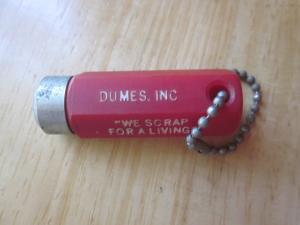 DUMES, INC
"WE SCRAP
FOR A LIVING